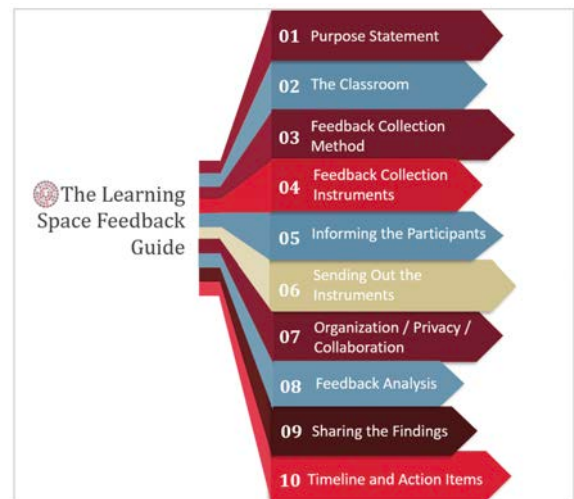 The Learning
Space Feedback
Guide
01 Purpose Statement
02 The Classroom
03 Feedback Collection
Method
04 Feedback Collection
Instruments
05 Informing the Participants
06 Sending Out the
Instruments
07 Organization / Privacy /
Collaboration
08 Feedback Analysis
09 Sharing the Findings
10 Timeline and Action Items